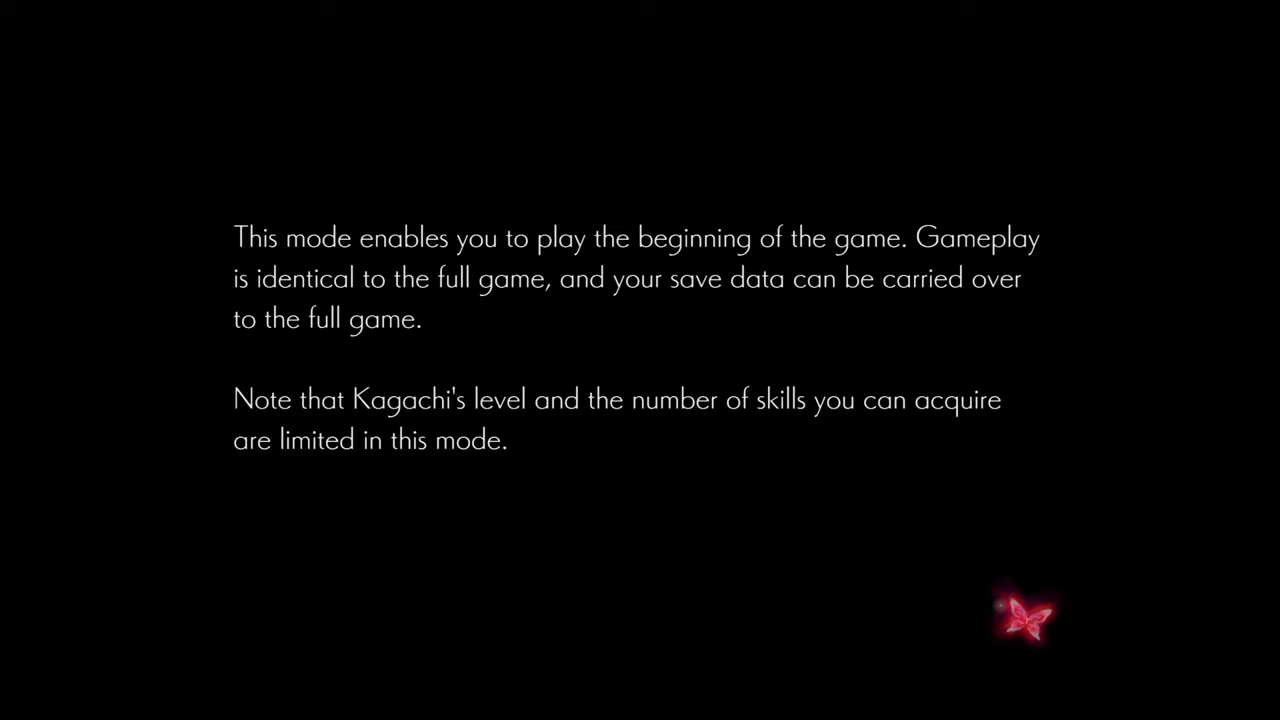 This mode enables you to play the beginning of the game. Gameplay
is identical to the full game, and your save data can be carried over
to the full game.
Note that Kagachi's level and the number of skills you can acquire
are limited in this mode.